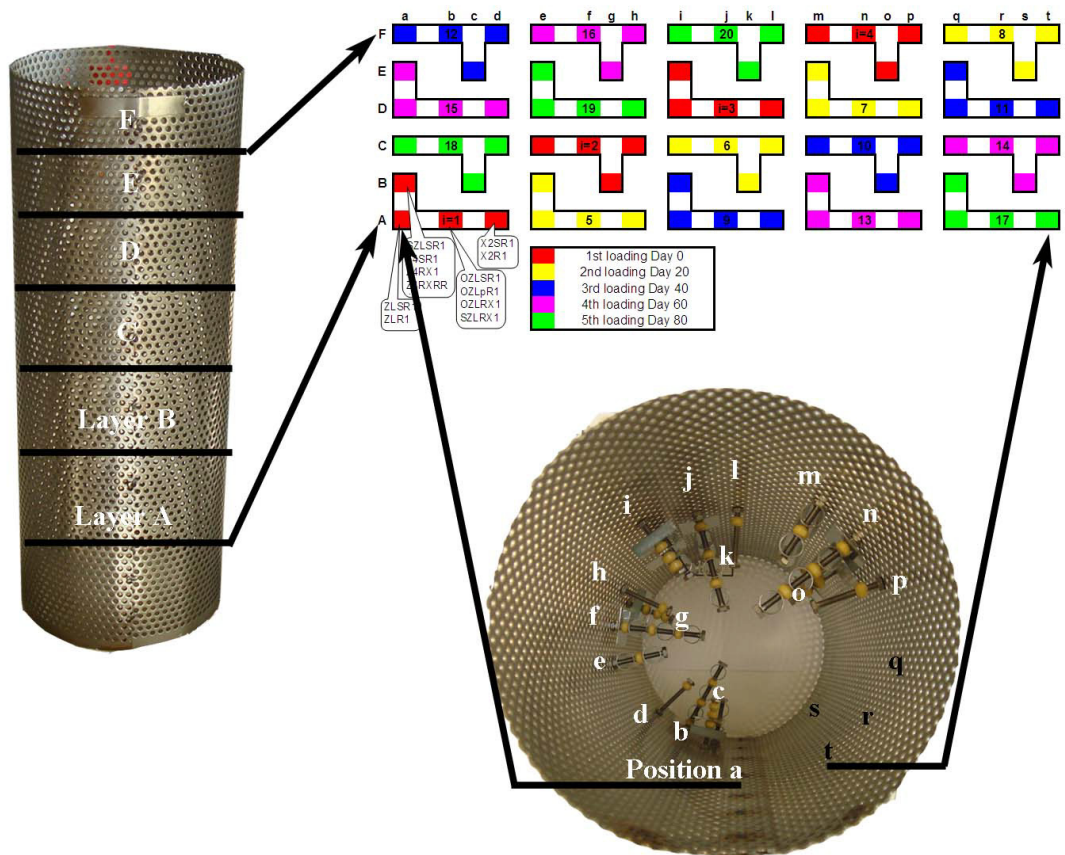 a b c d e f g h i j k l m n o p q r s t
F 12 16 20 i=4 8
E
D 15 19 i=3 7 11
C 18 i=2 6 10 14
B
A i=1 5 9 13 17
X2SR1
X2R1
OZLSR1
OZLpR1
OZLRX1
SZLRX1
ZLSR1
ZLR1
1st loading Day 0
2nd loading Day 20
3rd loading Day 40
4th loading Day 60
5th loading Day 80
F
E
D
C
Layer B
Layer A
l
j
m
i
n
k
h
p
o
f
g
e
q
c
s
d
r
b
t
Position a